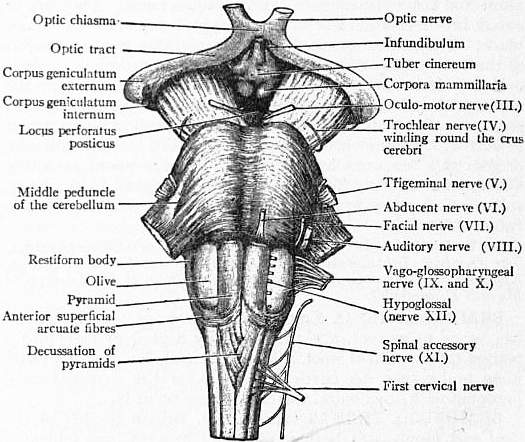 Optic chiasma
Optic tract
Corpus geniculatum
externum
Corpus geniculatum
internum
Locus perforatus
posticus
Middle peduncle
of the cerebellum
Restiform body
Olive
Pyramid
Anterior superficial
arcuate fibres
Decussation of
pyramids
Optic nerve
Infundibulum
Tuber cinereum
Corpora mammillaria
Oculo-motor nerve (III.)
Trochlear nerve (IV.)
winding round the crus
cerebri
Trigeminal nerve (V.)
Abducent nerve (VI.)
Facial nerve (VII.)
Auditory nerve (VIII.)
Vago-glossopharyngeal
nerve (IX. and X.)
Hypoglossal
(nerve XII.)
Spinal accessory
nerve (XI.)
First cervical nerve